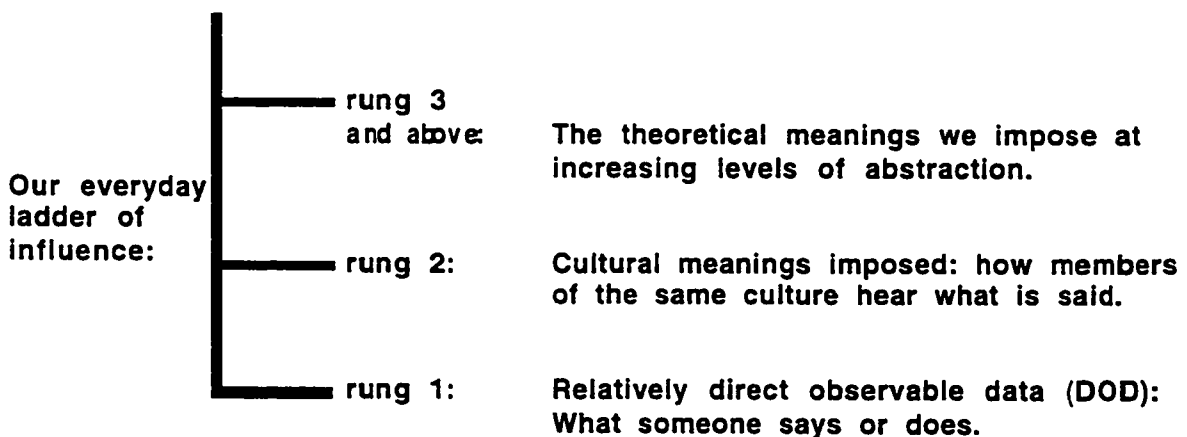 rung 3
and above:
The theoretical meanings we impose at
increasing levels of abstraction.
Our everyday
ladder of
influence:
rung 2:
Cultural meanings imposed: how members
of the same culture hear what is said.
rung 1:
Relatively direct observable data (DOD):
What someone says or does.